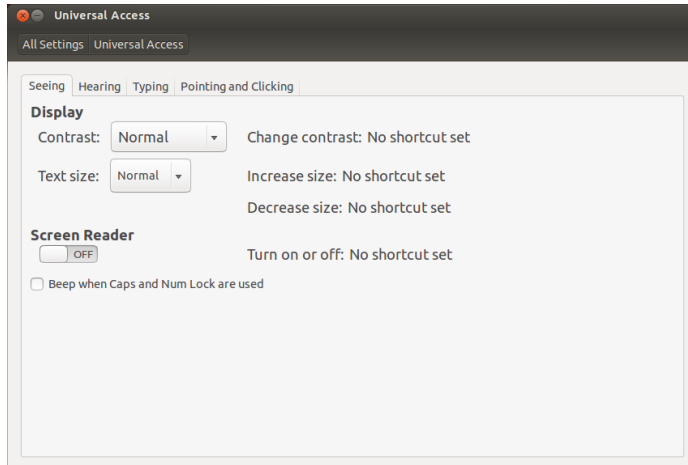 Universal Access
All Settings Universal Access
Seeing Hearing Typing Pointing and Clicking
Display
Contrast: Normal Change contrast: No shortcut set
Text size: Normal Increase size: No shortcut set
Decrease size: No shortcut set
Screen Reader
OFF Turn on or off: No shortcut set
Beep when Caps and Num Lock are used